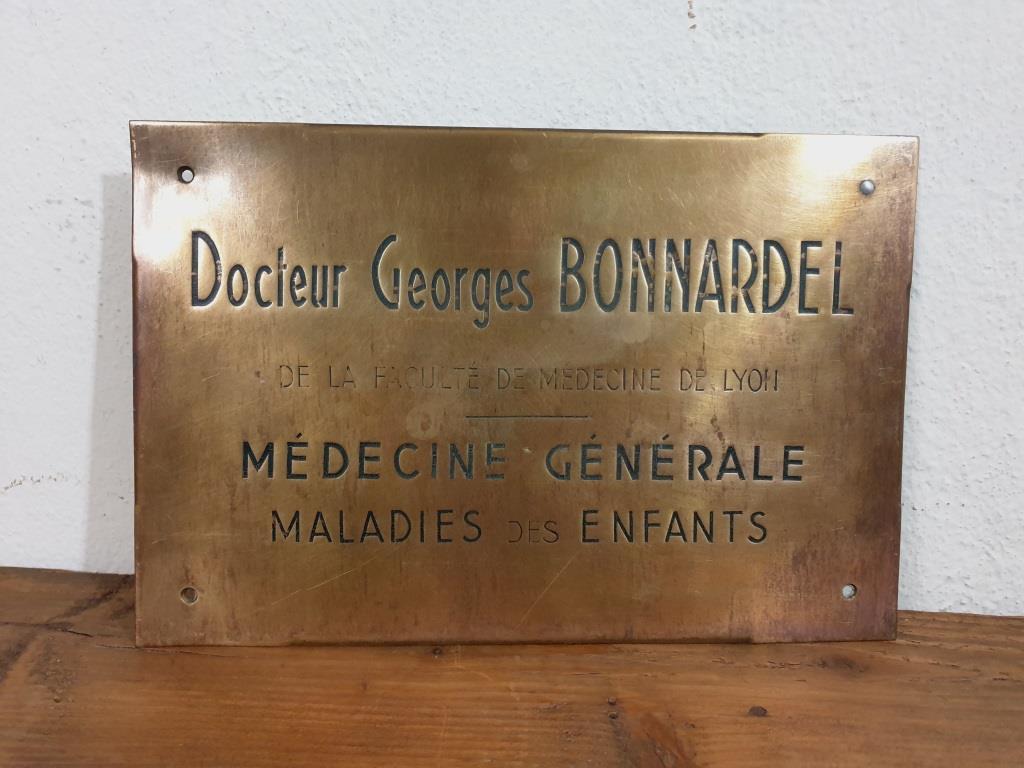 Docteur Georges BONNARDEL
DE LA FACULTÉ DE MÉDECINE DE LYON
MÉDECINE GÉNÉRALE
MALADIES DES ENFANTS